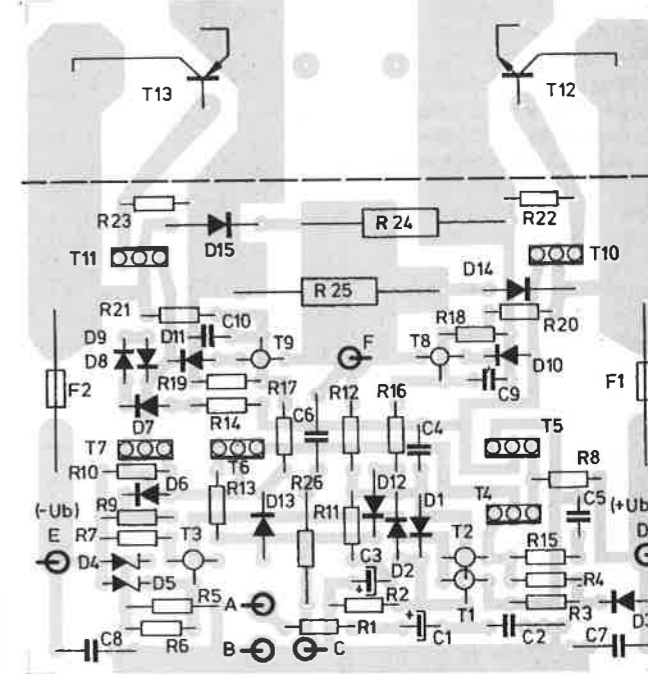 T13 T12
R23 R22
D15 R 24
T11 T10
D14
R 25
R21 C10 R18 R20
D9 D11 T9 F T8
D8 D10
R19 R17 R12 R16 C9
F2 F1
D7 R14 C6 C4
T7 T6 T5
R10 R8
D6 R13 D13 R26 D12 D1 T4 C5
(-Ub) R9 R11 (+Ub
E R7 T3 T2 R15 D
D4 C3 D2
D5 R4
R5 A R2 T1 R3 D3
R6 R1
C8 B C C1 C2 C7
+ +